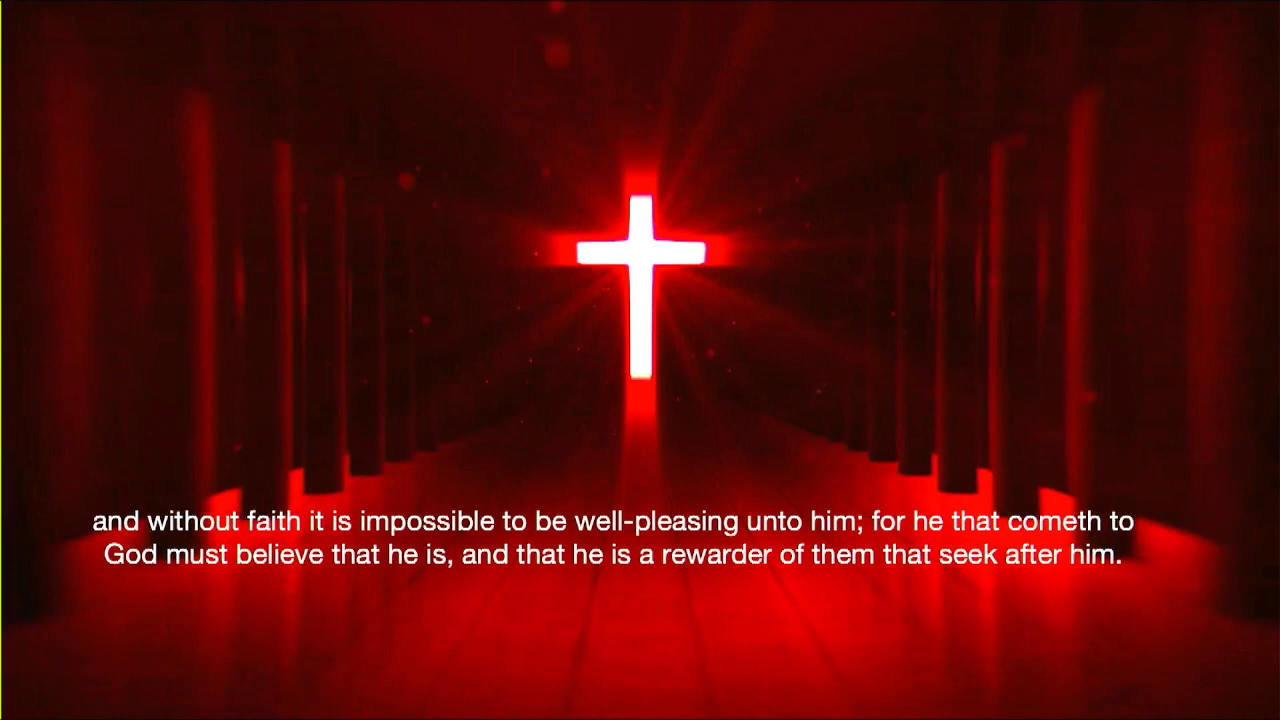 and without faith it is impossible to be well-pleasing unto him; for he that cometh to
God must believe that he is, and that he is a rewarder of them that seek after him.